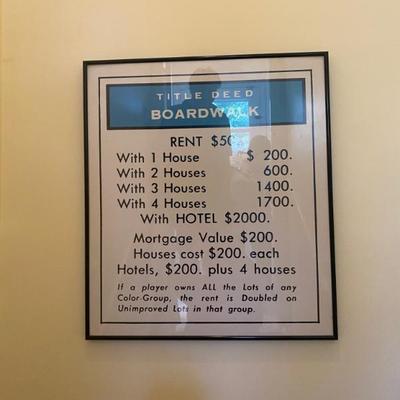 TITLE DEED
BOARDWALK
RENT $50.
With 1 House $ 200.
With 2 Houses 600.
With 3 Houses 1400.
With 4 Houses 1700.
With HOTEL $2000.
Mortgage Value $200.
Houses cost $200. each
Hotels, $200. plus 4 houses
If a player owns ALL the Lots of any
Color-Group, the rent is Doubled on
Unimproved Lots in that group.